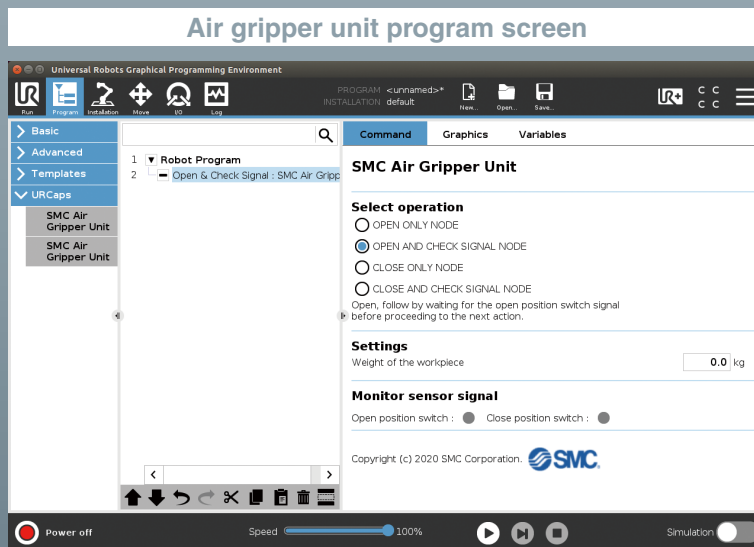 Air gripper unit program screen
Universal Robots Graphical Programming Environment
PROGRAM <unnamed>*
INSTALLATION default
UR
Run
Program
Installation
Move
I/O
Log
New...
Open...
Save...
UR+
Basic
Advanced
Templates
URCaps
SMC Air
Gripper Unit
SMC Air
Gripper Unit
1 Robot Program
2 Open & Check Signal : SMC Air Gripp
Command Graphics Variables
SMC Air Gripper Unit
Select operation
OPEN ONLY NODE
OPEN AND CHECK SIGNAL NODE
CLOSE ONLY NODE
CLOSE AND CHECK SIGNAL NODE
Open, follow by waiting for the open position switch signal
before proceeding to the next action.
Settings
Weight of the workpiece 0.0 kg
Monitor sensor signal
Open position switch : Close position switch :
Copyright (c) 2020 SMC Corporation. SMC.
Power off
Speed 100%
Simulation